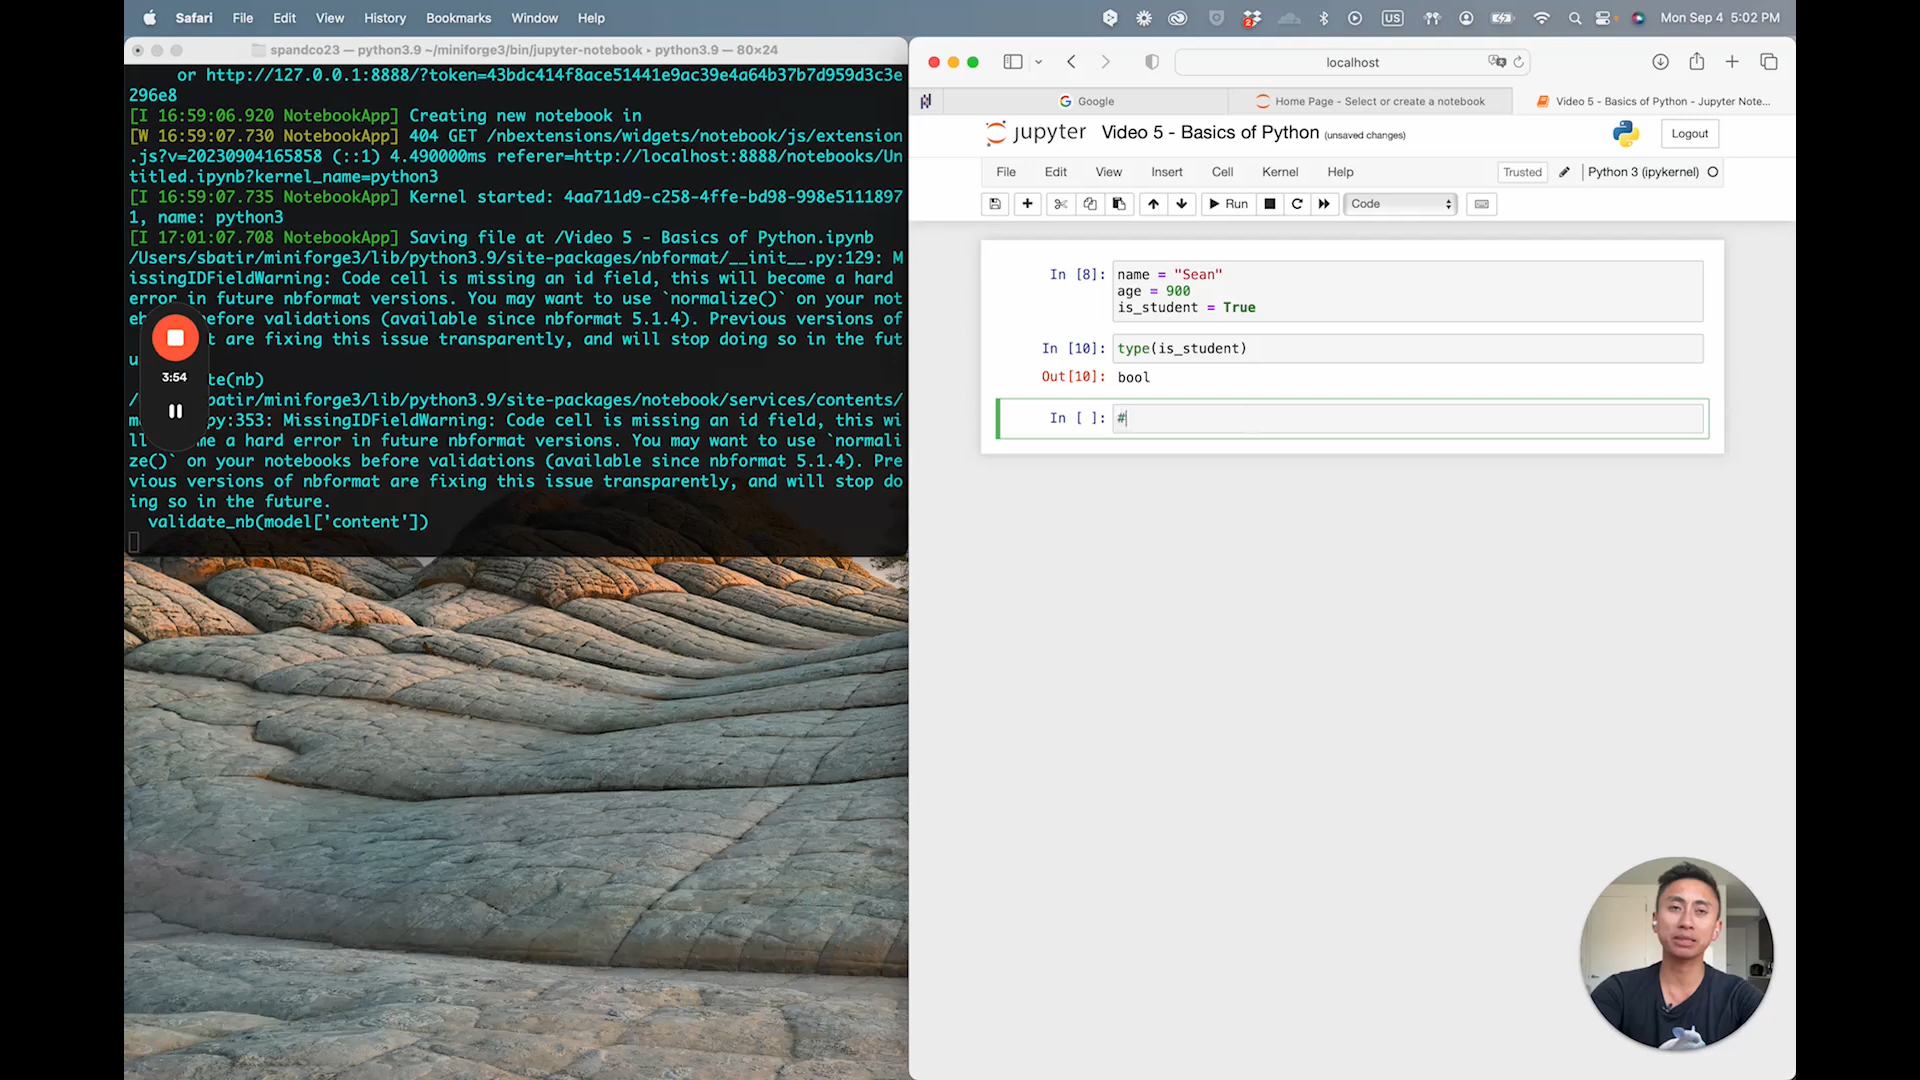 Safari File Edit View History Bookmarks Window Help
2
US
Mon Sep 4 5:02 PM
spandco23 — python3.9 ~/miniforge3/bin/jupyter-notebook ▸ python3.9 — 80×24
or http://127.0.0.1:8888/?token=43bdc414f8ace51441e9ac39e4a64b37b7d959d3c3e
296e8
[I 16:59:06.920 NotebookApp] Creating new notebook in
[W 16:59:07.730 NotebookApp] 404 GET /nbextensions/widgets/notebook/js/extension
.js?v=20230904165858 (::1) 4.490000ms referer=http://localhost:8888/notebooks/Un
titled.ipynb?kernel_name=python3
[I 16:59:07.735 NotebookApp] Kernel started: 4aa711d9-c258-4ffe-bd98-998e5111897
1, name: python3
[I 17:01:07.708 NotebookApp] Saving file at /Video 5 - Basics of Python.ipynb
/Users/sbatir/miniforge3/lib/python3.9/site-packages/nbformat/__init__.py:129: M
issingIDFieldWarning: Code cell is missing an id field, this will become a hard
error in future nbformat versions. You may want to use `normalize()` on your not
eb efore validations (available since nbformat 5.1.4). Previous versions of
t are fixing this issue transparently, and will stop doing so in the fut
u
te(nb)
/ batir/miniforge3/lib/python3.9/site-packages/notebook/services/contents/
m py:353: MissingIDFieldWarning: Code cell is missing an id field, this wi
ll me a hard error in future nbformat versions. You may want to use `normali
ze()` on your notebooks before validations (available since nbformat 5.1.4). Pre
vious versions of nbformat are fixing this issue transparently, and will stop do
ing so in the future.
validate_nb(model['content'])
3:54
localhost
Google
Home Page - Select or create a notebook
Video 5 - Basics of Python - Jupyter Note...
jupyter Video 5 - Basics of Python (unsaved changes)
Logout
File Edit View Insert Cell Kernel Help
Trusted
Python 3 (ipykernel)
Run
Code
In [8]: name = "Sean"
age = 900
is_student = True
In [10]: type(is_student)
Out[10]: bool
In [ ]: #